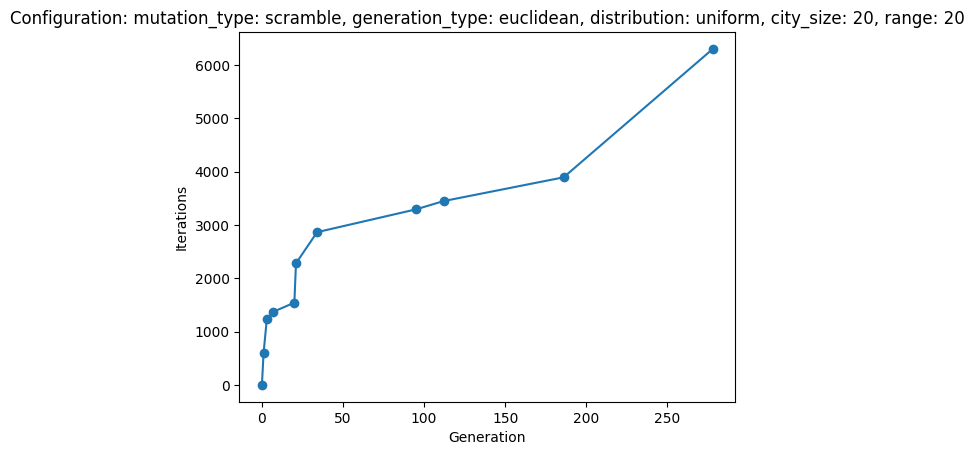 Configuration: mutation_type: scramble, generation_type: euclidean, distribution: uniform, city_size: 20, range: 20
6000
5000
4000
3000
2000
1000
0
Iterations
0 50 100 150 200 250
Generation